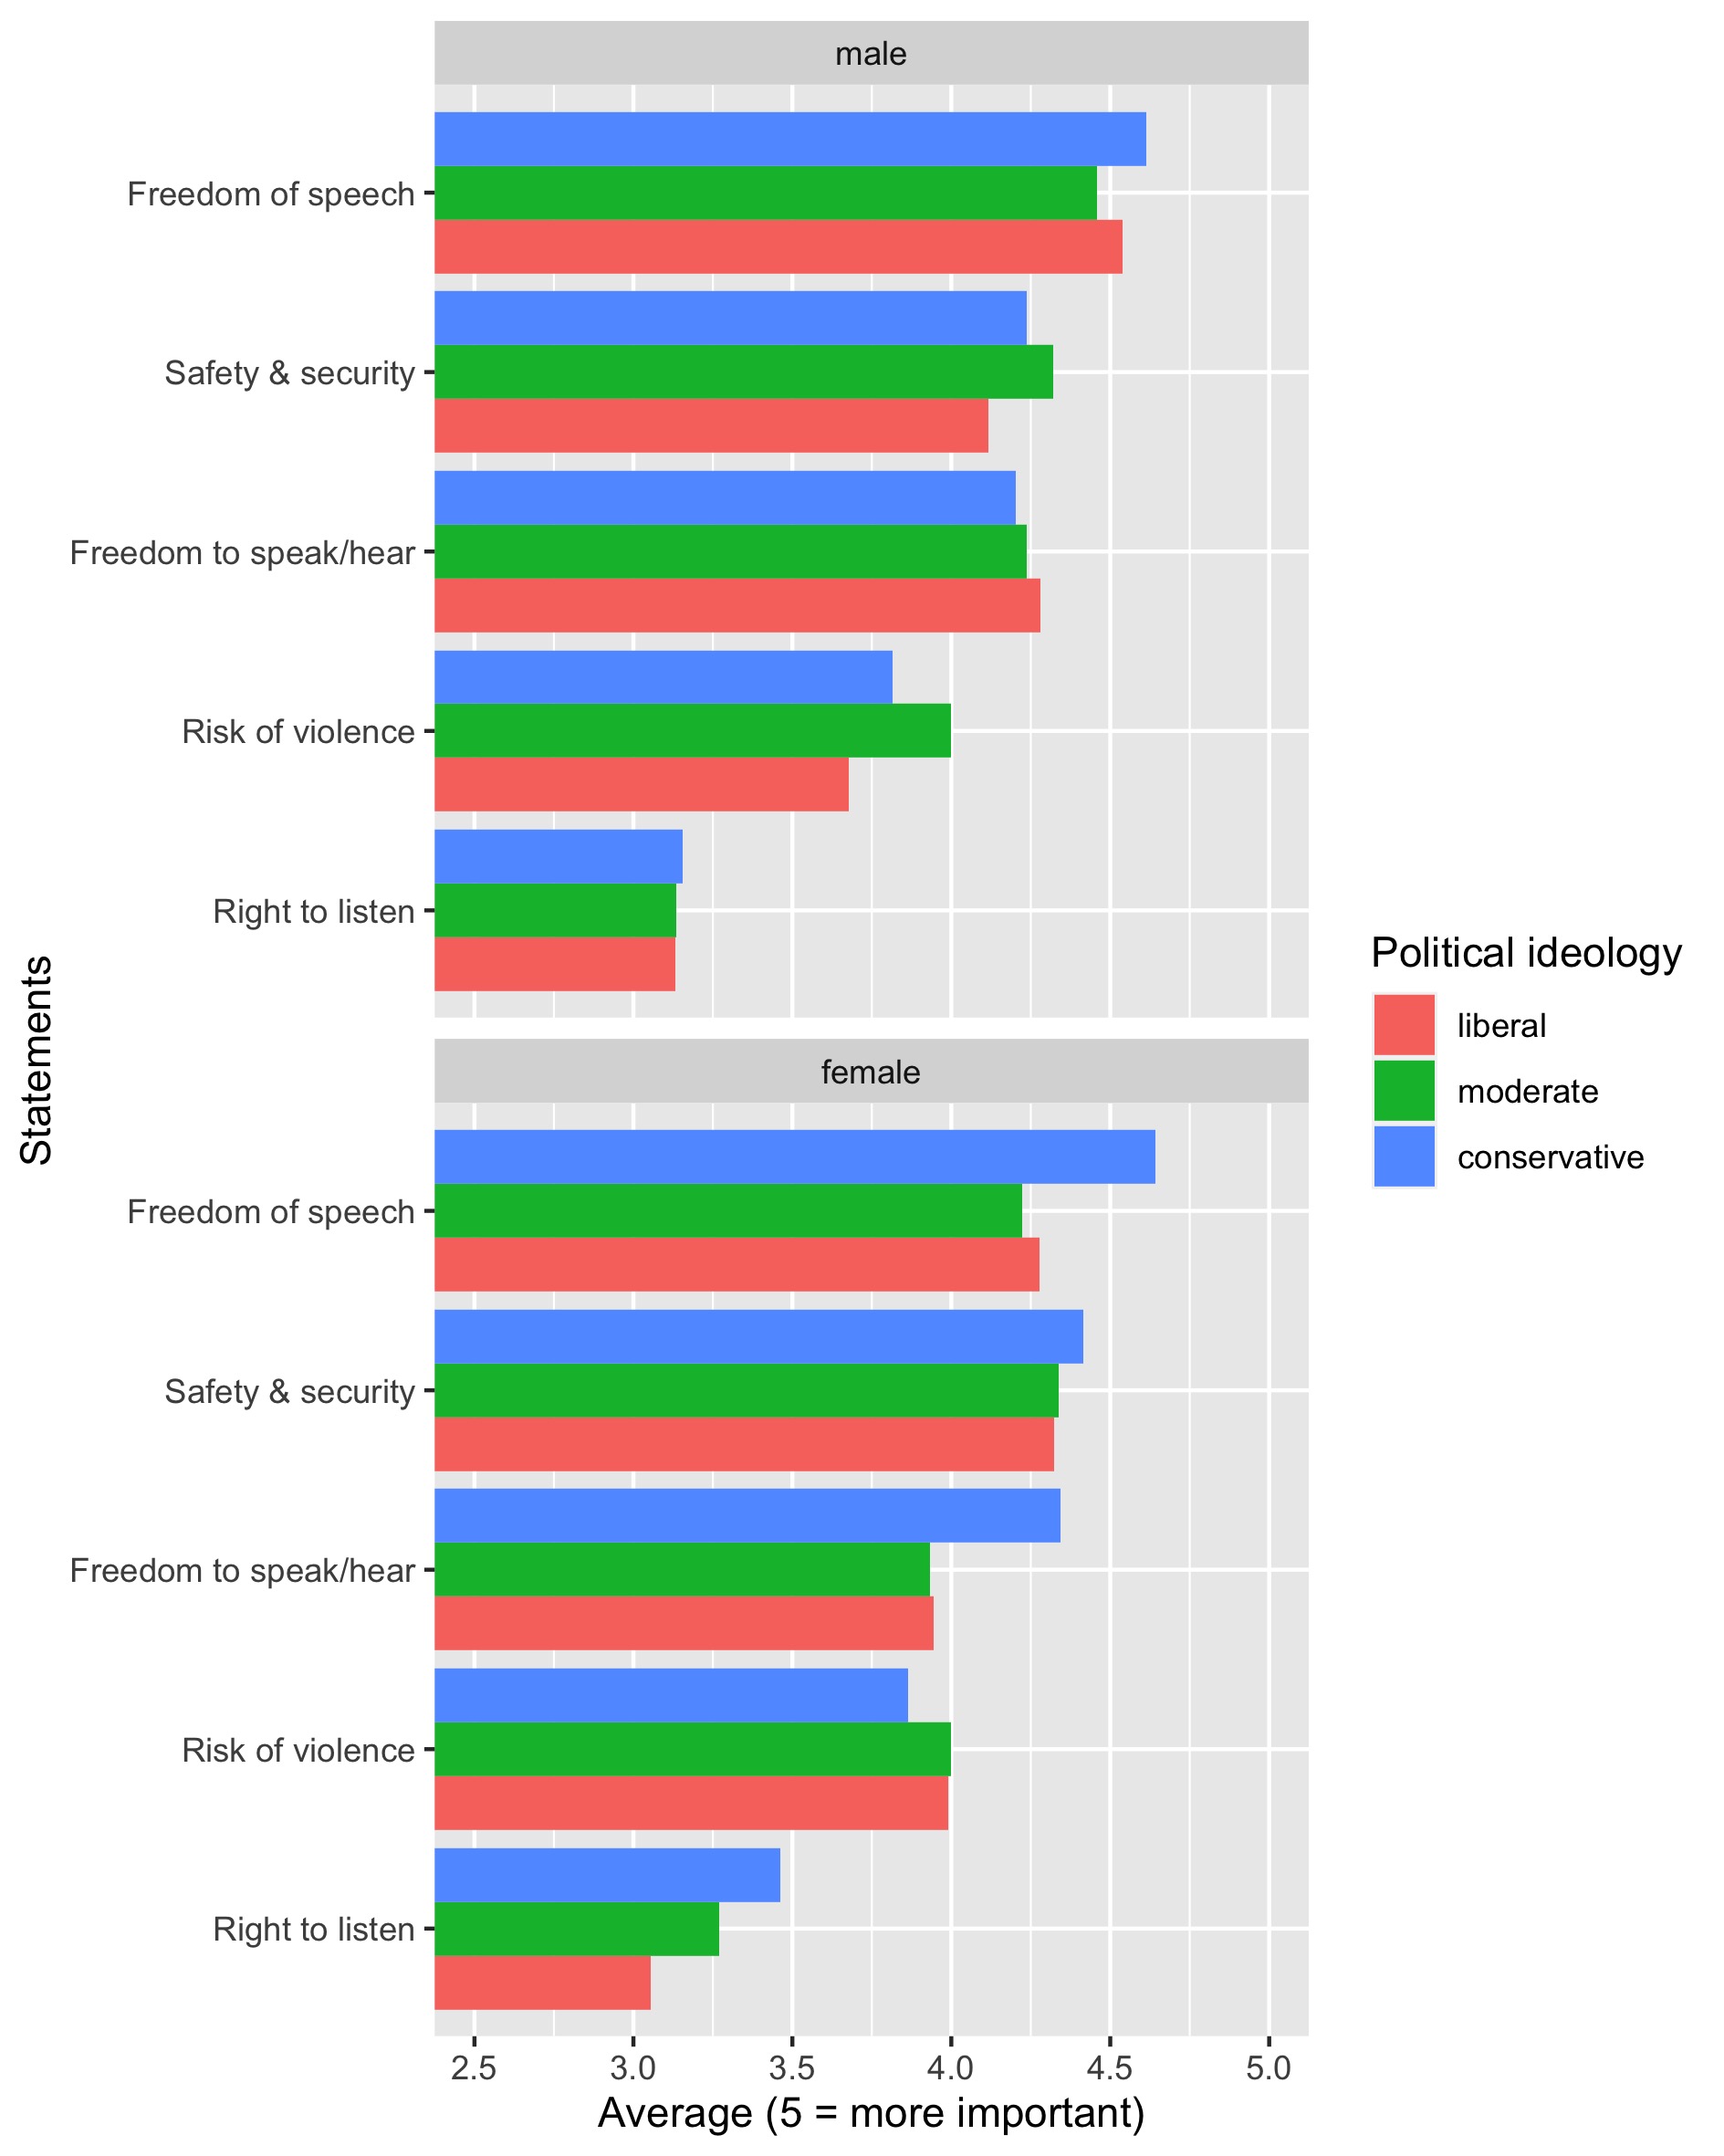 male
Freedom of speech
Safety & security
Freedom to speak/hear
Risk of violence
Right to listen
female
Freedom of speech
Safety & security
Freedom to speak/hear
Risk of violence
Right to listen
2.5 3.0 3.5 4.0 4.5 5.0
Average (5 = more important)
Statements
Political ideology
liberal
moderate
conservative